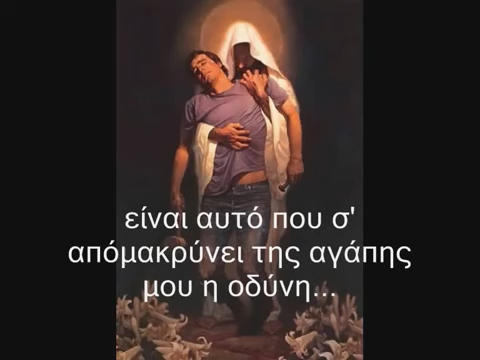 είναι αυτό που σ'
απόμακρύνει της αγάπης
μου η οδύνη...